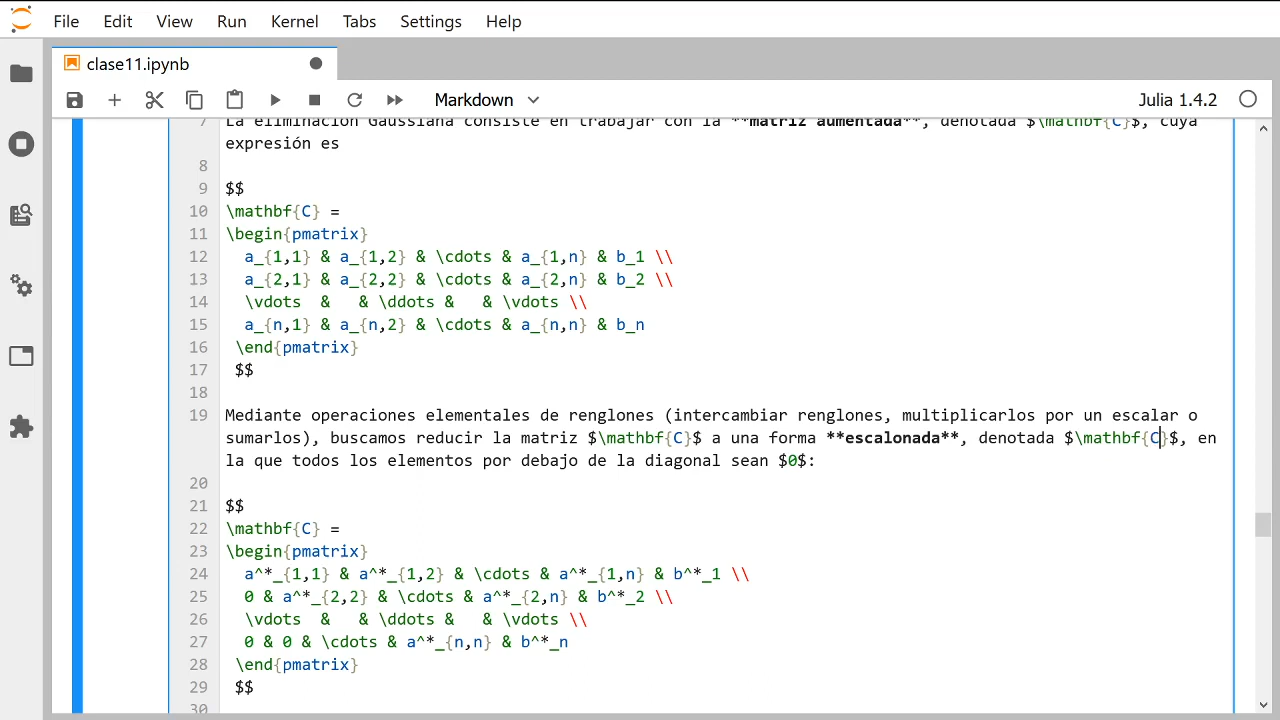 File Edit View Run Kernel Tabs Settings Help
clase11.ipynb
Markdown
Julia 1.4.2
7 La eliminación Gaussiana consiste en trabajar con la **matriz aumentada**, denotada $\mathbf{C}$, cuya
expresión es
8
9 $$
10 \mathbf{C} =
11 \begin{pmatrix}
12 a_{1,1} & a_{1,2} & \cdots & a_{1,n} & b_1 \\
13 a_{2,1} & a_{2,2} & \cdots & a_{2,n} & b_2 \\
14 \vdots & & \ddots & & \vdots \\
15 a_{n,1} & a_{n,2} & \cdots & a_{n,n} & b_n
16 \end{pmatrix}
17 $$
18
19 Mediante operaciones elementales de renglones (intercambiar renglones, multiplicarlos por un escalar o
sumarlos), buscamos reducir la matriz $\mathbf{C}$ a una forma **escalonada**, denotada $\mathbf{C}$, en
la que todos los elementos por debajo de la diagonal sean $0$:
20
21 $$
22 \mathbf{C} =
23 \begin{pmatrix}
24 a^*_{1,1} & a^*_{1,2} & \cdots & a^*_{1,n} & b^*_1 \\
25 0 & a^*_{2,2} & \cdots & a^*_{2,n} & b^*_2 \\
26 \vdots & & \ddots & & \vdots \\
27 0 & 0 & \cdots & a^*_{n,n} & b^*_n
28 \end{pmatrix}
29 $$
30